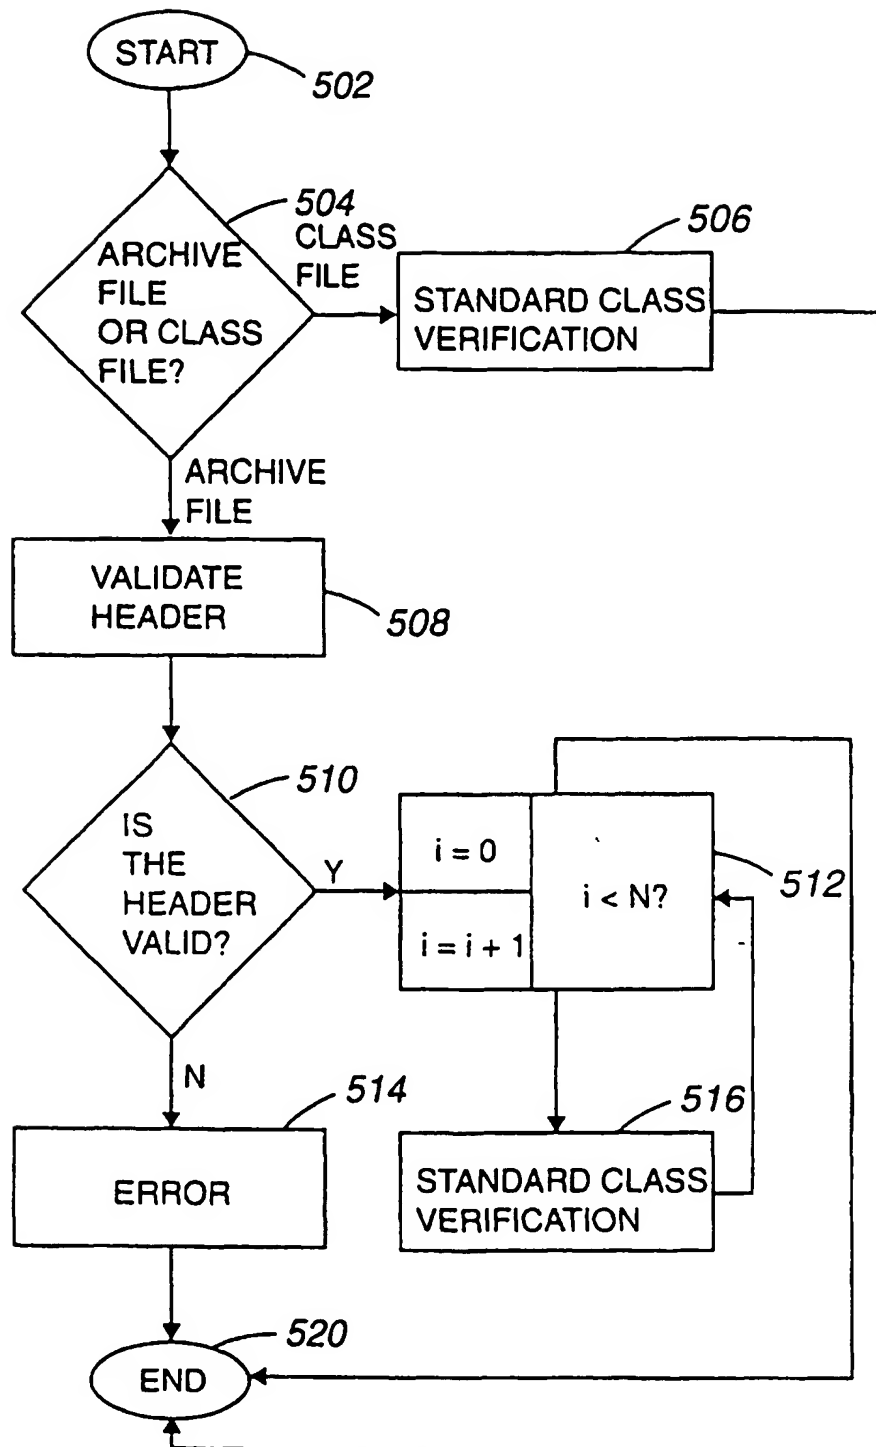 START
502
504
ARCHIVE
FILE
OR CLASS
FILE?
CLASS
FILE
506
STANDARD CLASS
VERIFICATION
ARCHIVE
FILE
VALIDATE
HEADER
508
510
IS
THE
HEADER
VALID?
Y
i = 0
i = i + 1
i < N?
512
N
514
ERROR
516
STANDARD CLASS
VERIFICATION
520
END